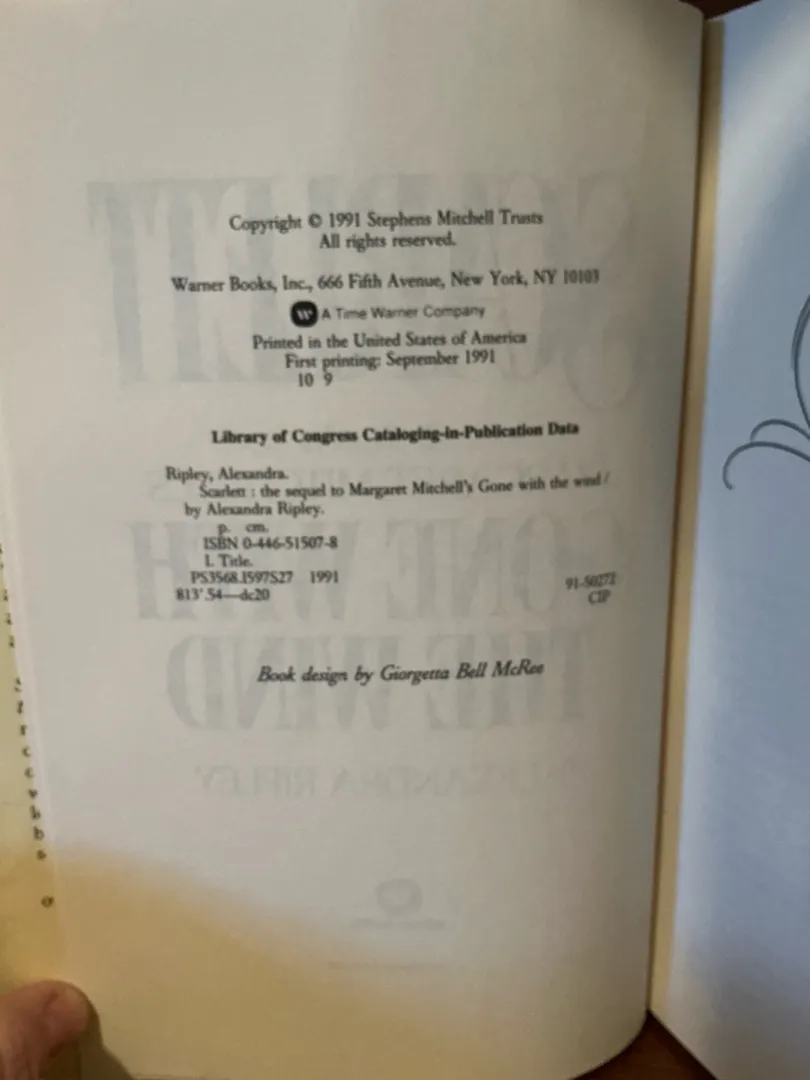 Copyright © 1991 Stephens Mitchell Trusts
All rights reserved.
Warner Books, Inc., 666 Fifth Avenue, New York, NY 10103
W A Time Warner Company
Printed in the United States of America
First printing: September 1991
10 9
Library of Congress Cataloging-in-Publication Data
Ripley, Alexandra.
Scarlett : the sequel to Margaret Mitchell's Gone with the wind /
by Alexandra Ripley.
p. cm.
ISBN 0-446-51507-8
I. Title.
PS3568.I597S27 1991
813'.54—dc20
91-50272
CIP
Book design by Giorgetta Bell McRee